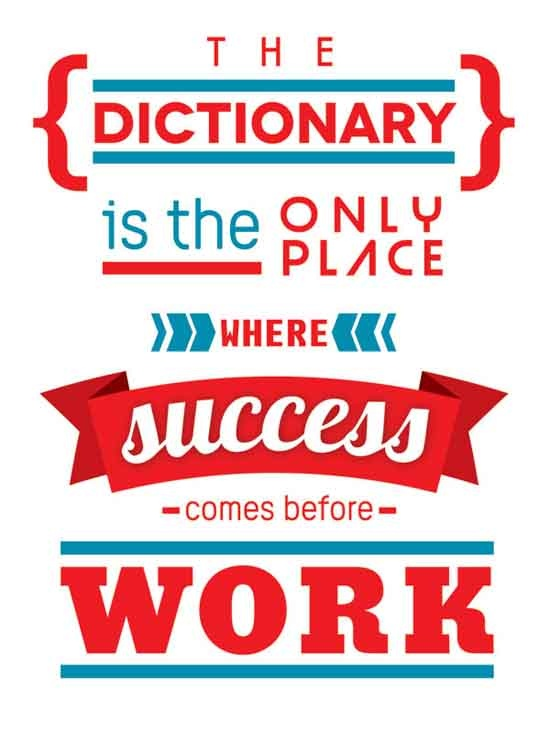 THE
DICTIONARY
is the ONLY
PLACE
WHERE
success
-comes before-
WORK